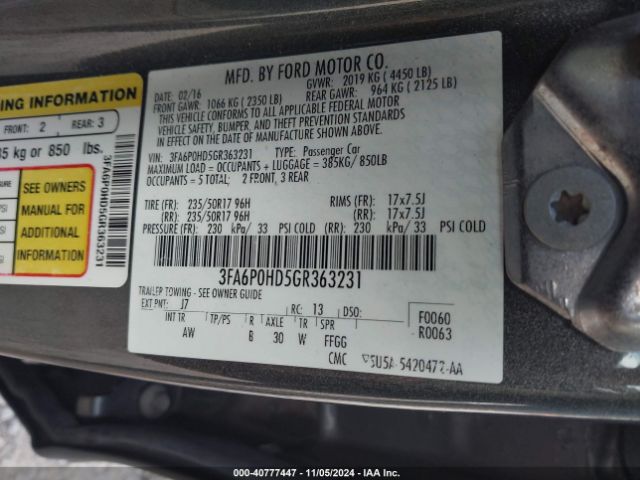 MFD. BY FORD MOTOR CO.
DATE: 02/16 GVWR: 2019 KG ( 4450 LB)
FRONT GAWR: 1066 KG ( 2350 LB) REAR GAWR: 964 KG ( 2125 LB)
THIS VEHICLE CONFORMS TO ALL APPLICABLE FEDERAL MOTOR
VEHICLE SAFETY, BUMPER, AND THEFT PREVENTION STANDARDS
IN EFFECT ON THE DATE OF MANUFACTURE SHOWN ABOVE.
VIN: 3FA6P0HD5GR363231 TYPE: Passenger Car
MAXIMUM LOAD = OCCUPANTS + LUGGAGE = 385KG/ 850LB
OCCUPANTS = 5 TOTAL; 2 FRONT, 3 REAR
TIRE (FR): 235/50R17 96H RIMS (FR): 17x7.5J
(RR): 235/50R17 96H (RR): 17x7.5J
PRESSURE (FR): 230 kPa/ 33 PSI COLD (RR): 230 kPa/ 33 PSI COLD
3FA6P0HD5GR363231
TRAILER TOWING - SEE OWNER GUIDE
EXT PNT: J7 RC: 13 DSO: F0060
INT TR TP/PS R AXLE TR SPR R0063
AW B 30 W FFGG
CMC 5U5A-5420472-AA
ING INFORMATION
FRONT: 2 REAR: 3
85 kg or 850 lbs.
SEE OWNERS
MANUAL FOR
ADDITIONAL
INFORMATION
3FA6P0HD5GR363231
000-40777447 - 11/05/2024 - IAA Inc.